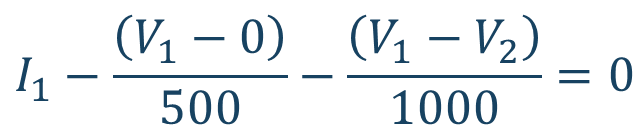 I₁ − (V₁ − 0)/500 − (V₁ − V₂)/1000 = 0